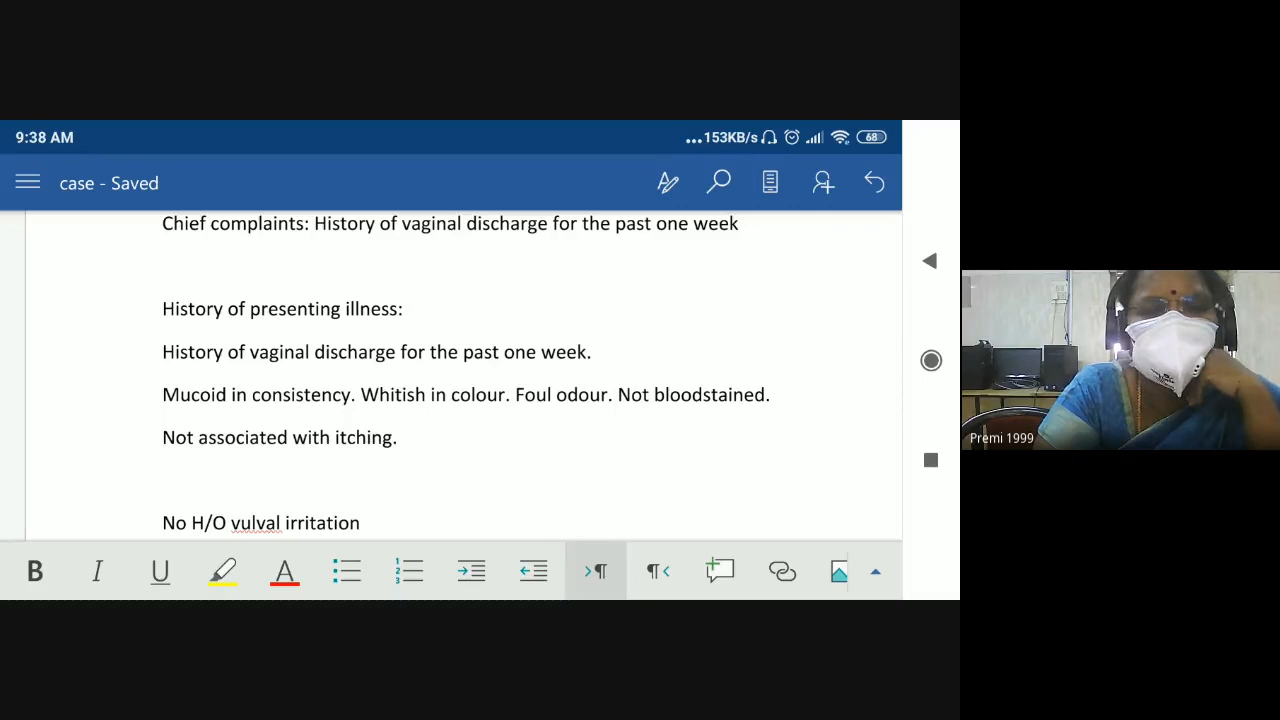 9:38 AM
...153KB/s
68
case - Saved
Chief complaints: History of vaginal discharge for the past one week
History of presenting illness:
History of vaginal discharge for the past one week.
Mucoid in consistency. Whitish in colour. Foul odour. Not bloodstained.
Not associated with itching.
No H/O vulval irritation
B I U A
Premi 1999